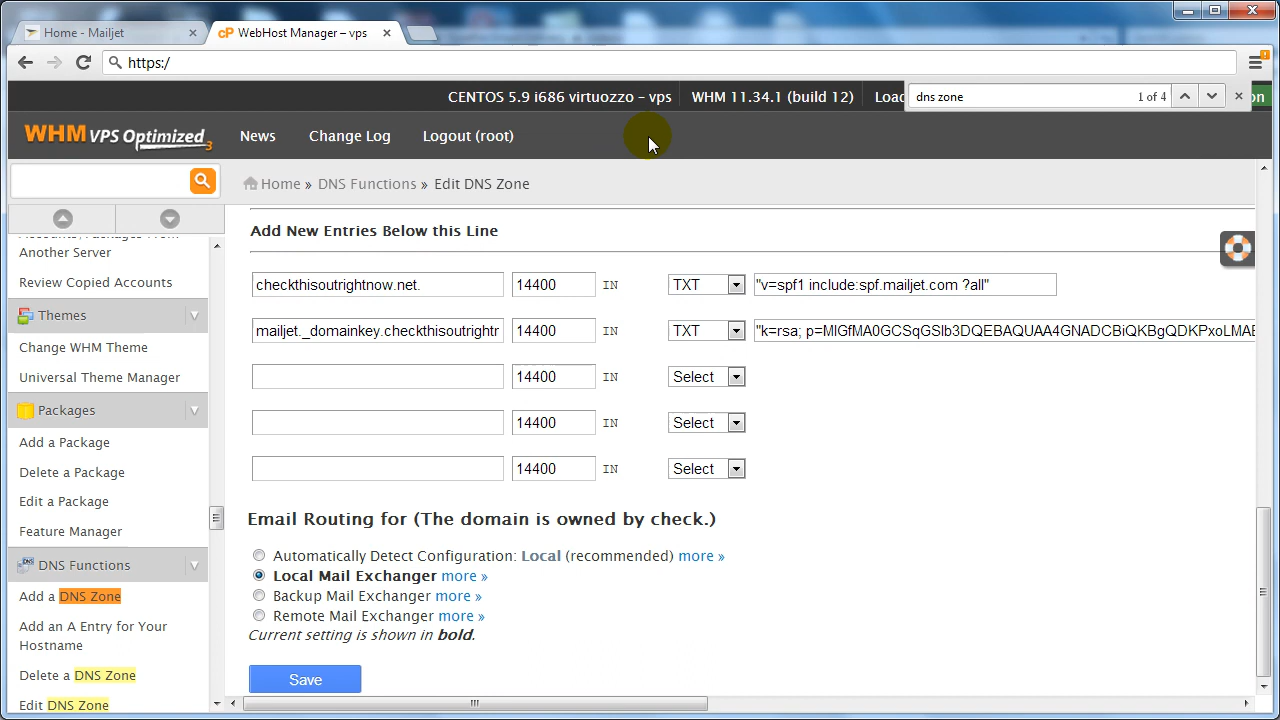 Home - Mailjet
cP WebHost Manager – vps
https:/
CENTOS 5.9 i686 virtuozzo – vps
WHM 11.34.1 (build 12)
Load
dns zone
1 of 4
on
WHM VPS Optimized 3
News
Change Log
Logout (root)
Home » DNS Functions » Edit DNS Zone
Another Server
Review Copied Accounts
Themes
Change WHM Theme
Universal Theme Manager
Packages
Add a Package
Delete a Package
Edit a Package
Feature Manager
DNS Functions
Add a DNS Zone
Add an A Entry for Your
Hostname
Delete a DNS Zone
Edit DNS Zone
Add New Entries Below this Line
checkthisoutrightnow.net. 14400 IN TXT "v=spf1 include:spf.mailjet.com ?all"
mailjet._domainkey.checkthisoutrightr 14400 IN TXT "k=rsa; p=MIGfMA0GCSqGSIb3DQEBAQUAA4GNADCBiQKBgQDKPxoLMAE
14400 IN Select
14400 IN Select
14400 IN Select
Email Routing for (The domain is owned by check.)
Automatically Detect Configuration: Local (recommended) more »
Local Mail Exchanger more »
Backup Mail Exchanger more »
Remote Mail Exchanger more »
Current setting is shown in bold.
Save